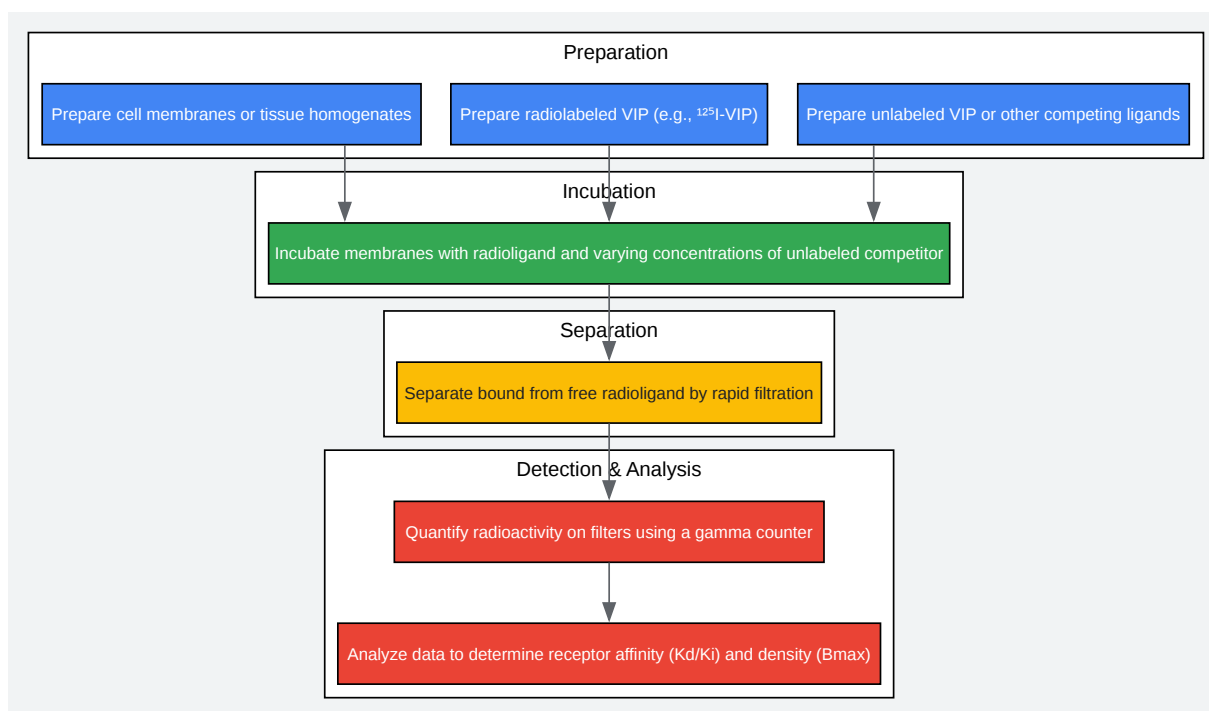 Preparation
Prepare cell membranes or tissue homogenates
Prepare radiolabeled VIP (e.g., ¹²⁵I-VIP)
Prepare unlabeled VIP or other competing ligands
Incubation
Incubate membranes with radioligand and varying concentrations of unlabeled competitor
Separation
Separate bound from free radioligand by rapid filtration
Detection & Analysis
Quantify radioactivity on filters using a gamma counter
Analyze data to determine receptor affinity (Kd/Ki) and density (Bmax)